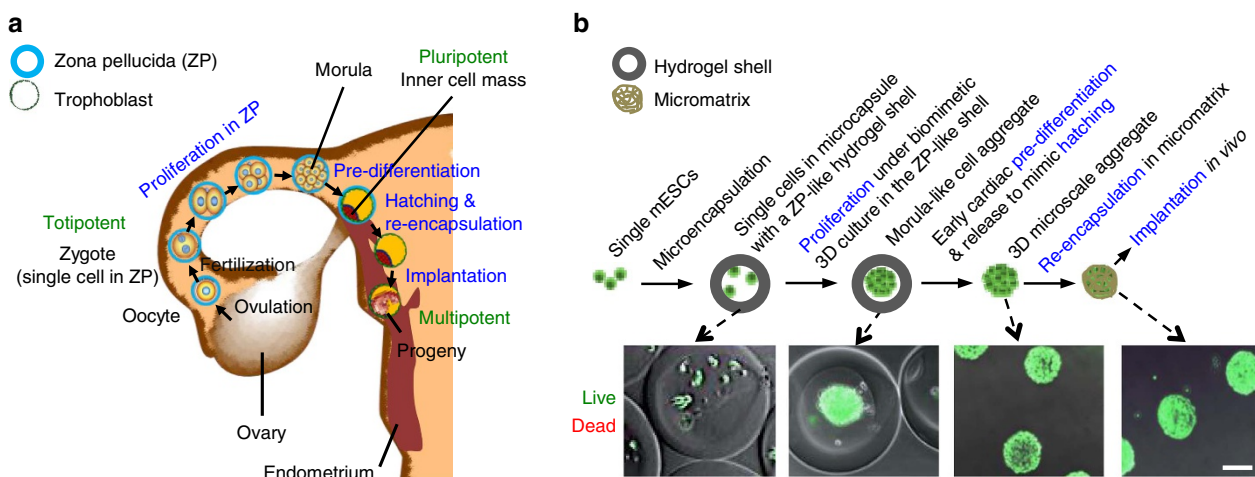 a
Zona pellucida (ZP)
Trophoblast
Pluripotent
Inner cell mass
Morula
Proliferation in ZP
Pre-differentiation
Hatching &
re-encapsulation
Totipotent
Zygote
(single cell in ZP)
Fertilization
Implantation
Oocyte
Ovulation
Multipotent
Progeny
Ovary
Endometrium
b
Hydrogel shell
Micromatrix
Single mESCs
Microencapsulation
Single cells in microcapsule
with a ZP-like hydrogel shell
Proliferation under biomimetic
3D culture in the ZP-like shell
Morula-like cell aggregate
Early cardiac pre-differentiation
& release to mimic hatching
3D microscale aggregate
Re-encapsulation in micromatrix
Implantation in vivo
Live
Dead